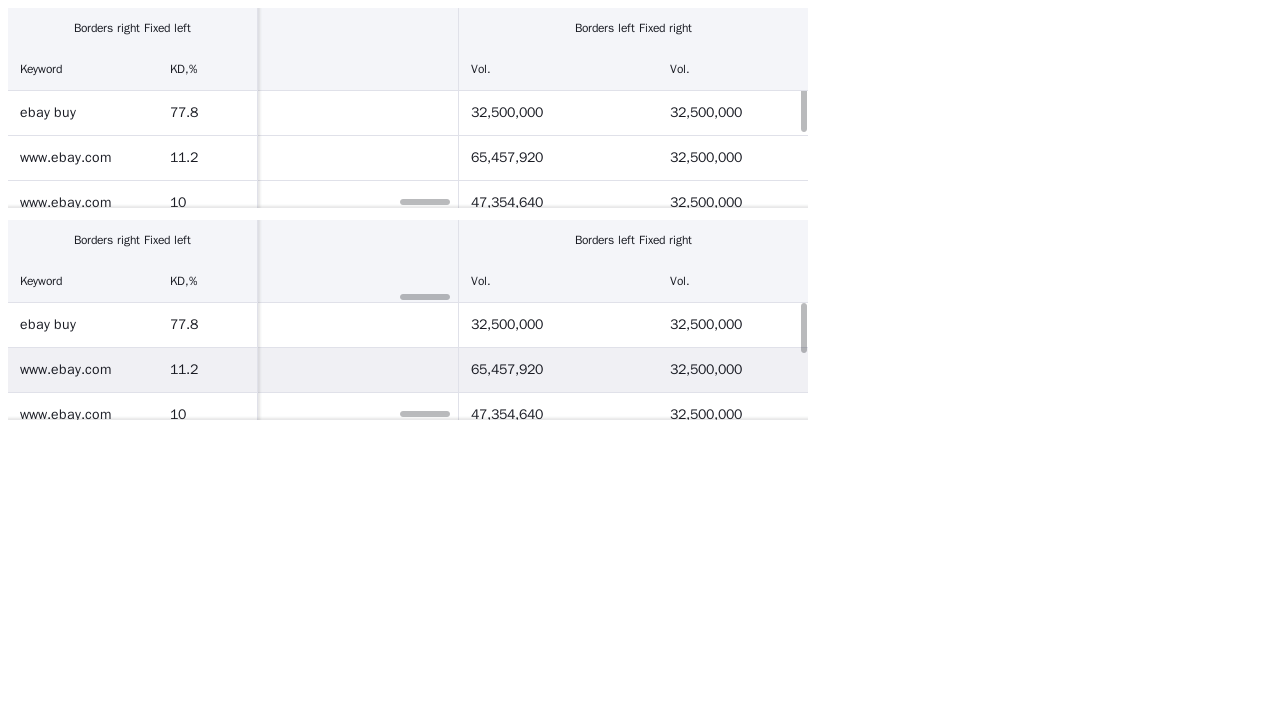 Borders right Fixed left Borders left Fixed right
Keyword KD,% Vol. Vol.
ebay buy 77.8 32,500,000 32,500,000
www.ebay.com 11.2 65,457,920 32,500,000
www.ebay.com 10 47,354,640 32,500,000
Borders right Fixed left Borders left Fixed right
Keyword KD,% Vol. Vol.
ebay buy 77.8 32,500,000 32,500,000
www.ebay.com 11.2 65,457,920 32,500,000
www.ebay.com 10 47,354,640 32,500,000